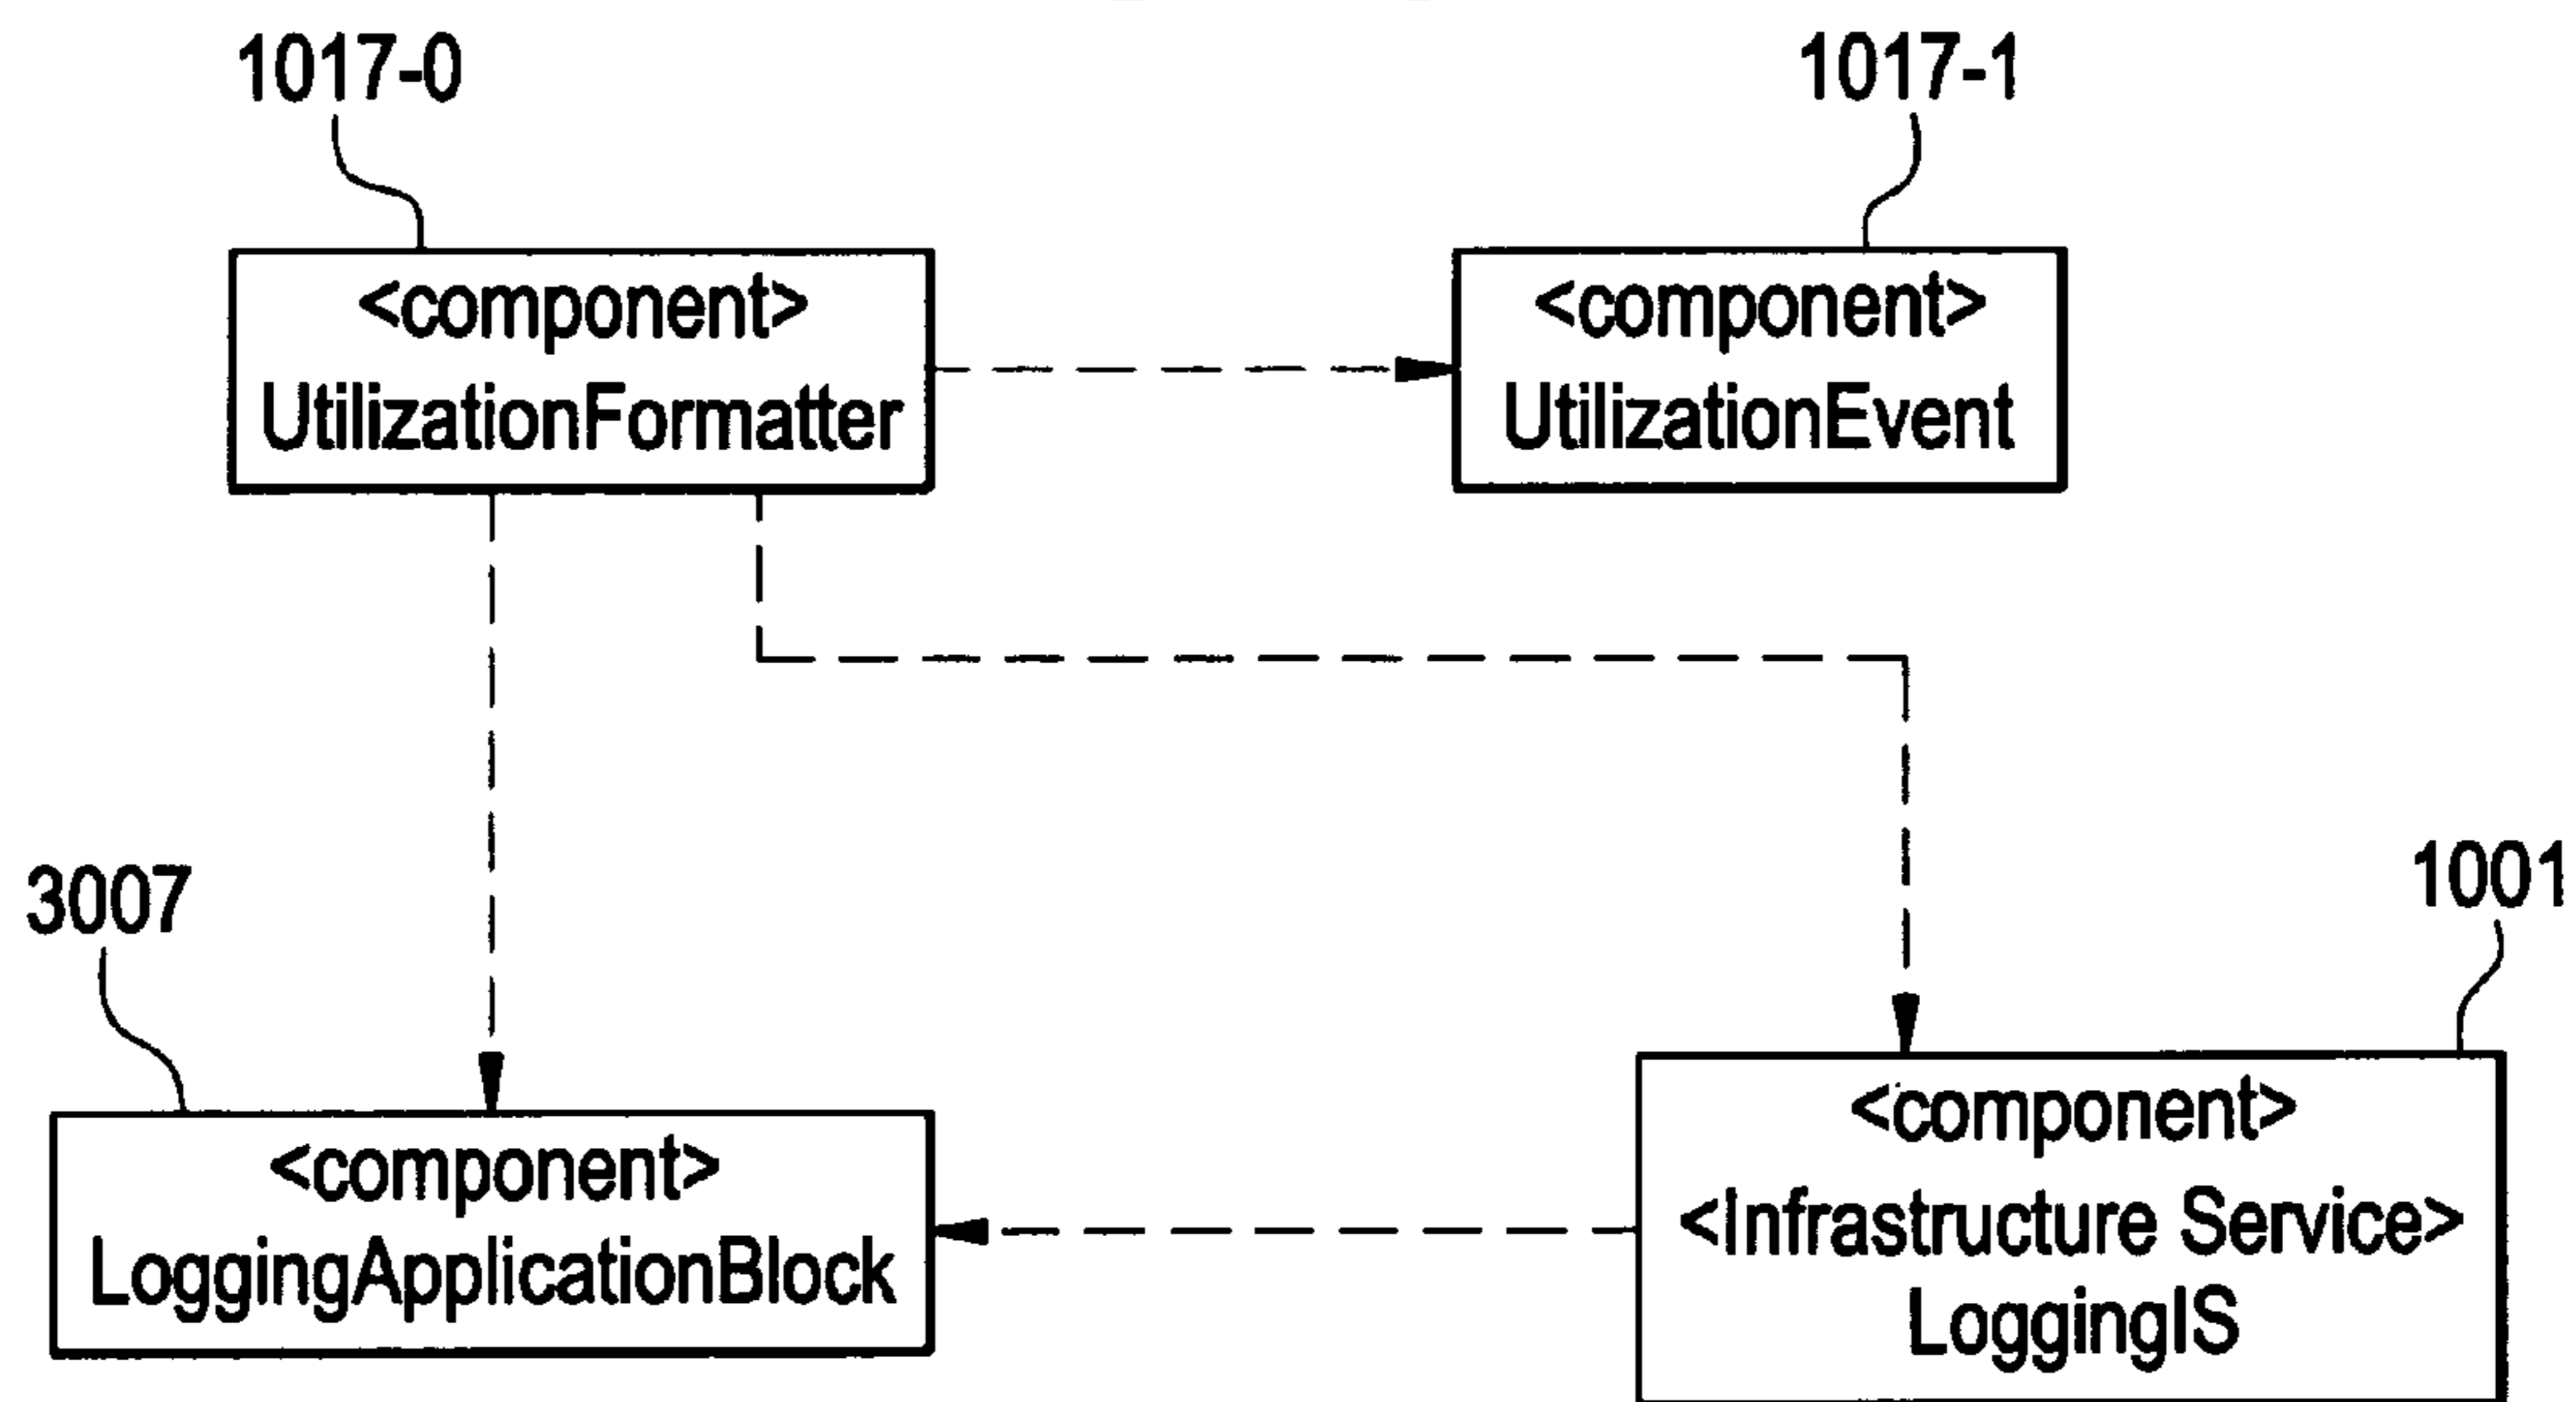 1017-0
1017-1
<component>
UtilizationFormatter
<component>
UtilizationEvent
3007
1001
<component>
LoggingApplicationBlock
<component>
<Infrastructure Service>
LoggingIS